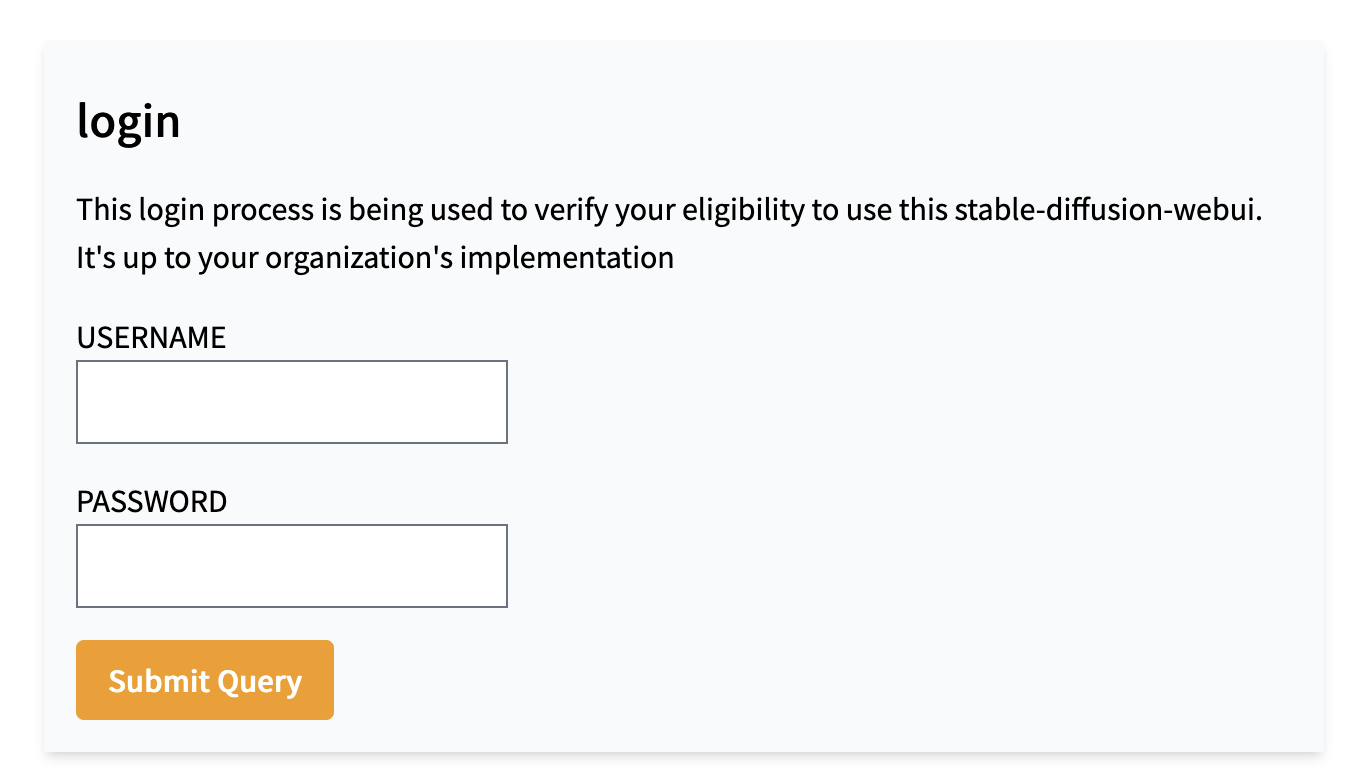 login
This login process is being used to verify your eligibility to use this stable-diffusion-webui.
It's up to your organization's implementation
USERNAME
PASSWORD
Submit Query